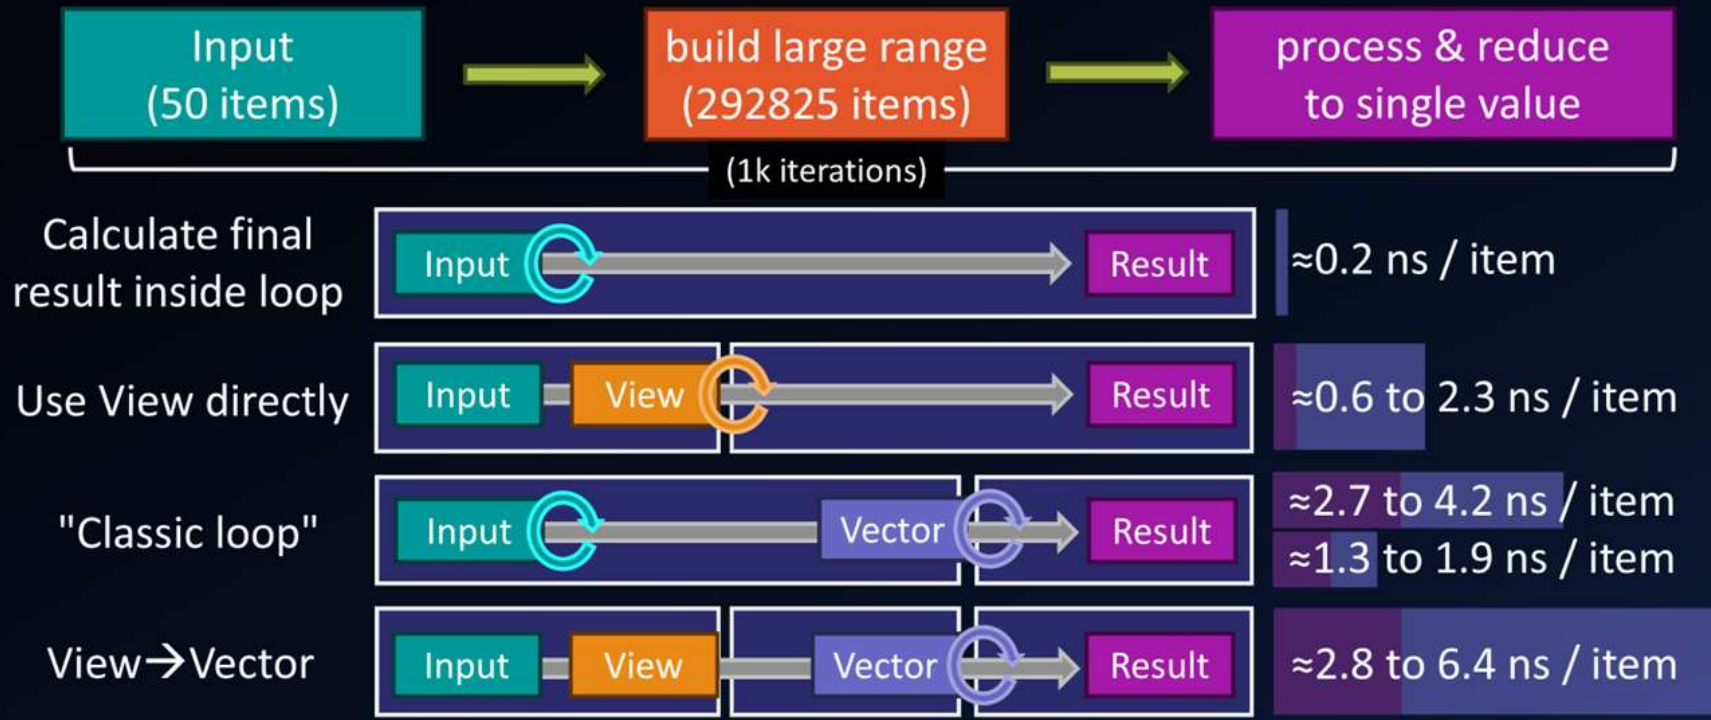 Input
(50 items)
build large range
(292825 items)
process & reduce
to single value
(1k iterations)
Calculate final
result inside loop
Input
Result
≈0.2 ns / item
Use View directly
Input
View
Result
≈0.6 to 2.3 ns / item
"Classic loop"
Input
Vector
Result
≈2.7 to 4.2 ns / item
≈1.3 to 1.9 ns / item
View→Vector
Input
View
Vector
Result
≈2.8 to 6.4 ns / item